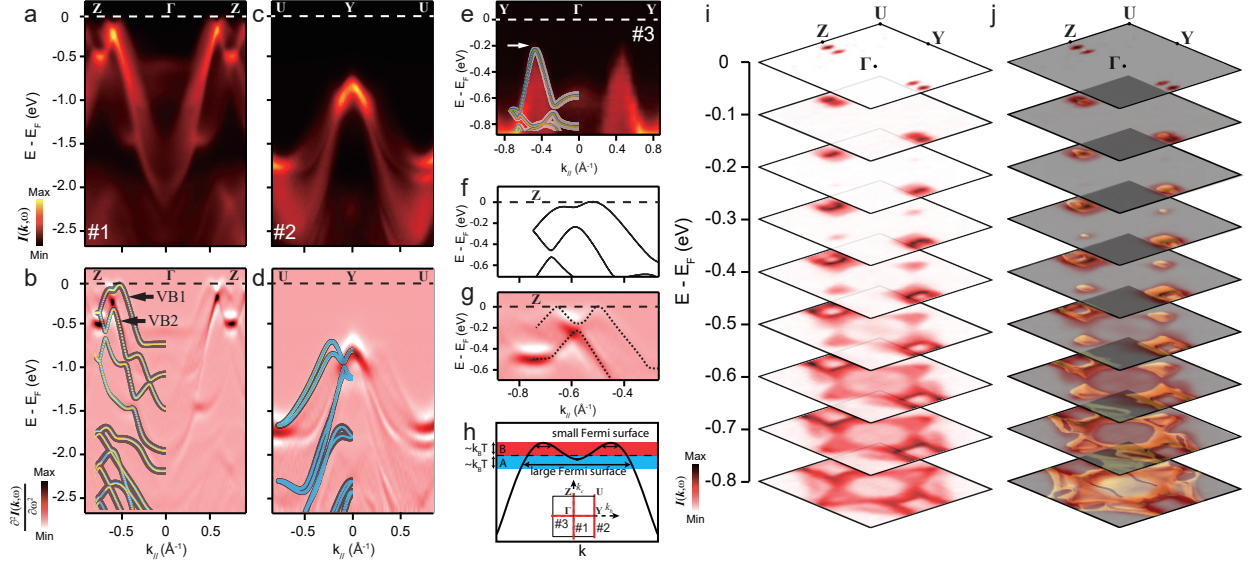 a
Z Γ Z
0
-0.5
-1.0
-1.5
-2.0
E - E_F (eV)
Max
I(k,ω)
Min
#1
c
U Y U
#2
b
Z Γ Z
VB1
VB2
0
-0.5
-1.0
-1.5
-2.0
-2.5
E - E_F (eV)
Max
∂²I(k,ω)
∂ω²
Min
-0.5 0 0.5
k_// (Å⁻¹)
d
U Y U
-0.5 0 0.5
k_// (Å⁻¹)
e
Y Γ Y
#3
0
-0.2
-0.4
-0.6
-0.8
E - E_F (eV)
-0.8 -0.4 0 0.4 0.8
k_// (Å⁻¹)
f
Z
0
-0.2
-0.4
-0.6
E - E_F (eV)
g
Z
0
-0.2
-0.4
-0.6
E - E_F (eV)
-0.8 -0.6 -0.4
k_// (Å⁻¹)
h
small Fermi surface
~k_BT
B
~k_BT
A
large Fermi surface
k_c
Z U
Γ Y
k_a
#3 #1 #2
k
i
U
Z
Y
Γ
0
-0.1
-0.2
-0.3
-0.4
-0.5
-0.6
-0.7
-0.8
E - E_F (eV)
Max
I(k,ω)
Min
j
U
Z
Y
Γ